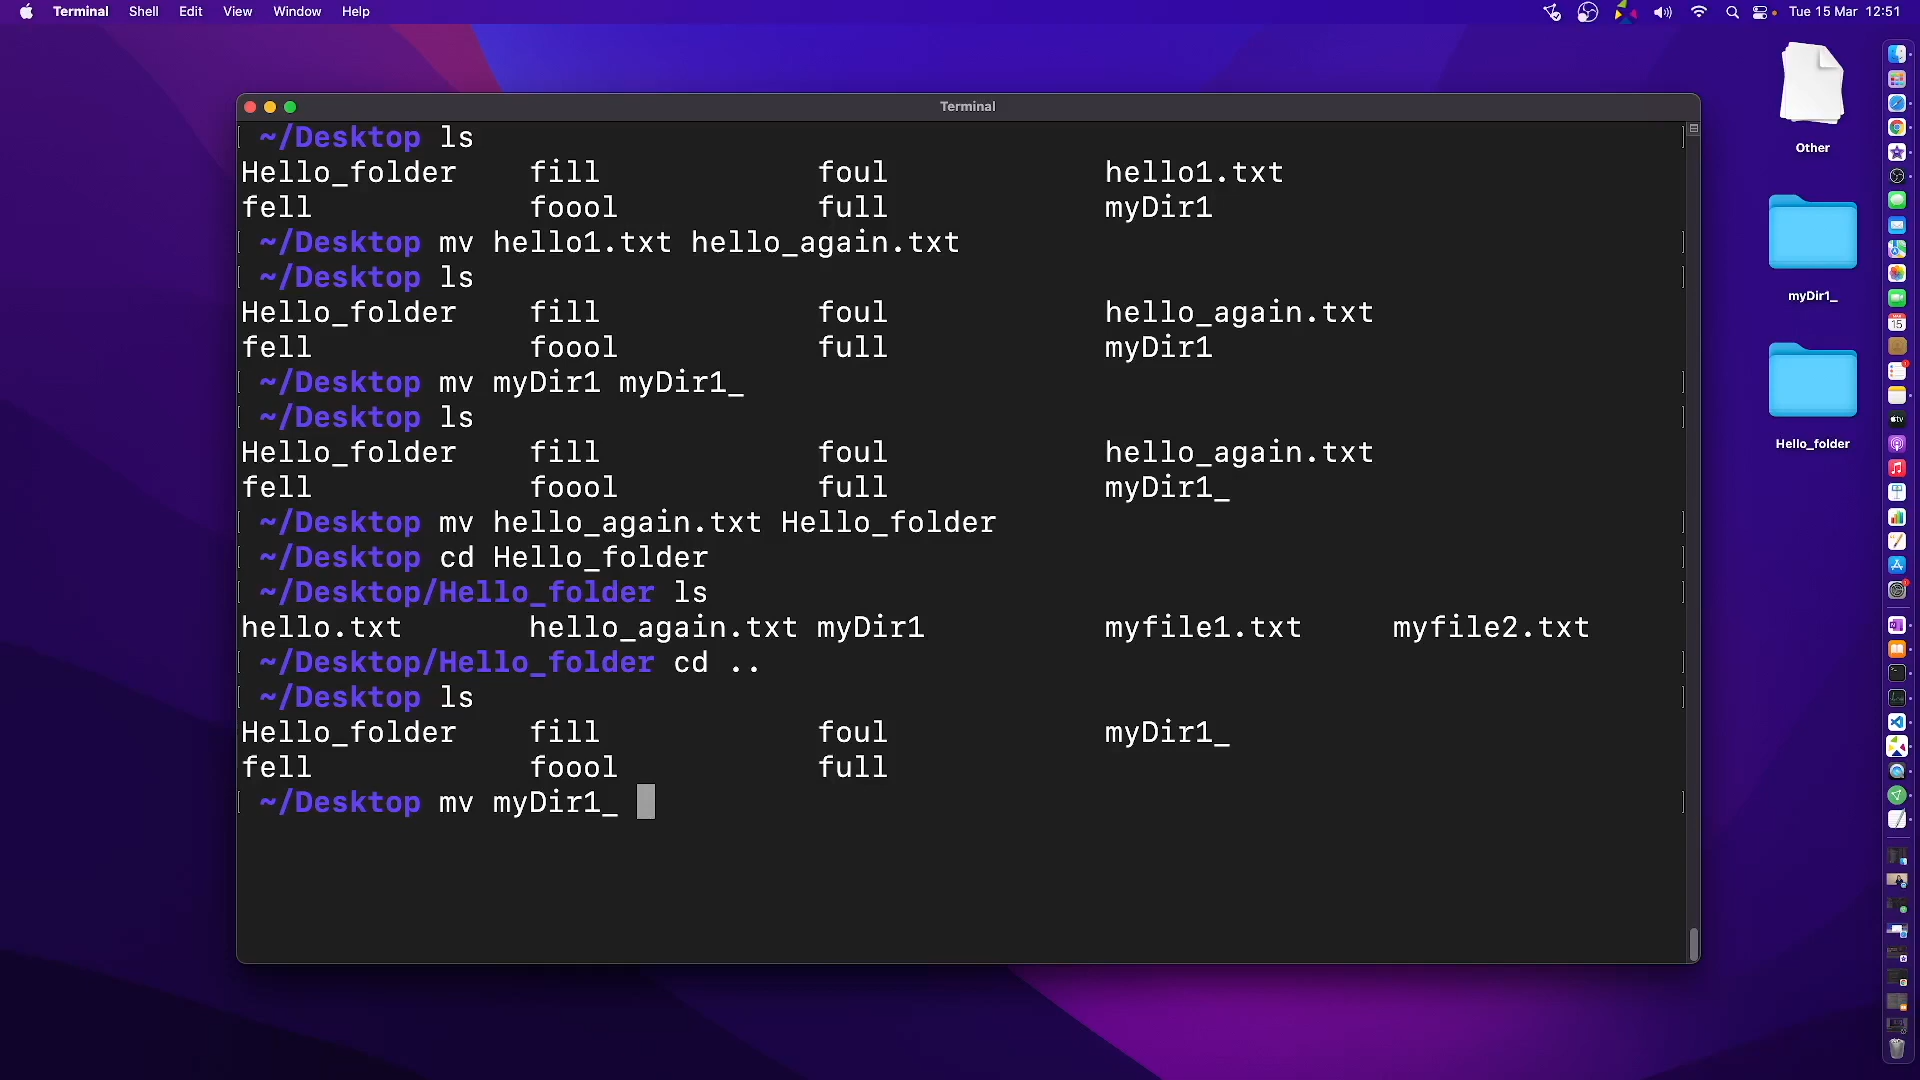 Terminal Shell Edit View Window Help
Tue 15 Mar 12:51
Terminal
~/Desktop ls
Hello_folder fill foul hello1.txt
fell foool full myDir1
~/Desktop mv hello1.txt hello_again.txt
~/Desktop ls
Hello_folder fill foul hello_again.txt
fell foool full myDir1
~/Desktop mv myDir1 myDir1_
~/Desktop ls
Hello_folder fill foul hello_again.txt
fell foool full myDir1_
~/Desktop mv hello_again.txt Hello_folder
~/Desktop cd Hello_folder
~/Desktop/Hello_folder ls
hello.txt hello_again.txt myDir1 myfile1.txt myfile2.txt
~/Desktop/Hello_folder cd ..
~/Desktop ls
Hello_folder fill foul myDir1_
fell foool full
~/Desktop mv myDir1_
Other
myDir1_
Hello_folder
15
tv